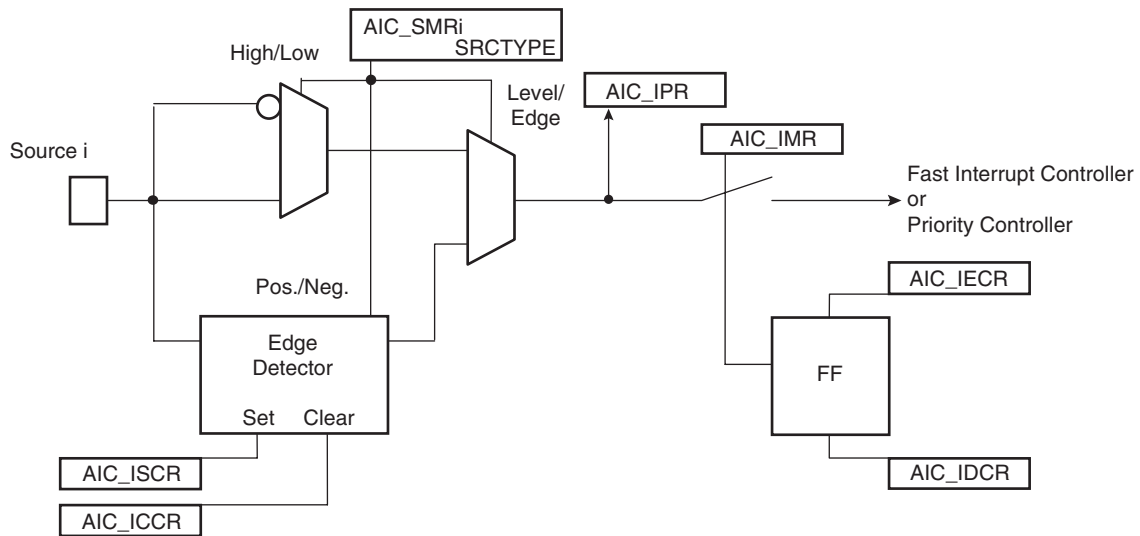 AIC_SMRi
SRCTYPE
High/Low
Level/
Edge
AIC_IPR
AIC_IMR
Source i
Fast Interrupt Controller
or
Priority Controller
Pos./Neg.
AIC_IECR
Edge
Detector
FF
Set Clear
AIC_ISCR
AIC_IDCR
AIC_ICCR